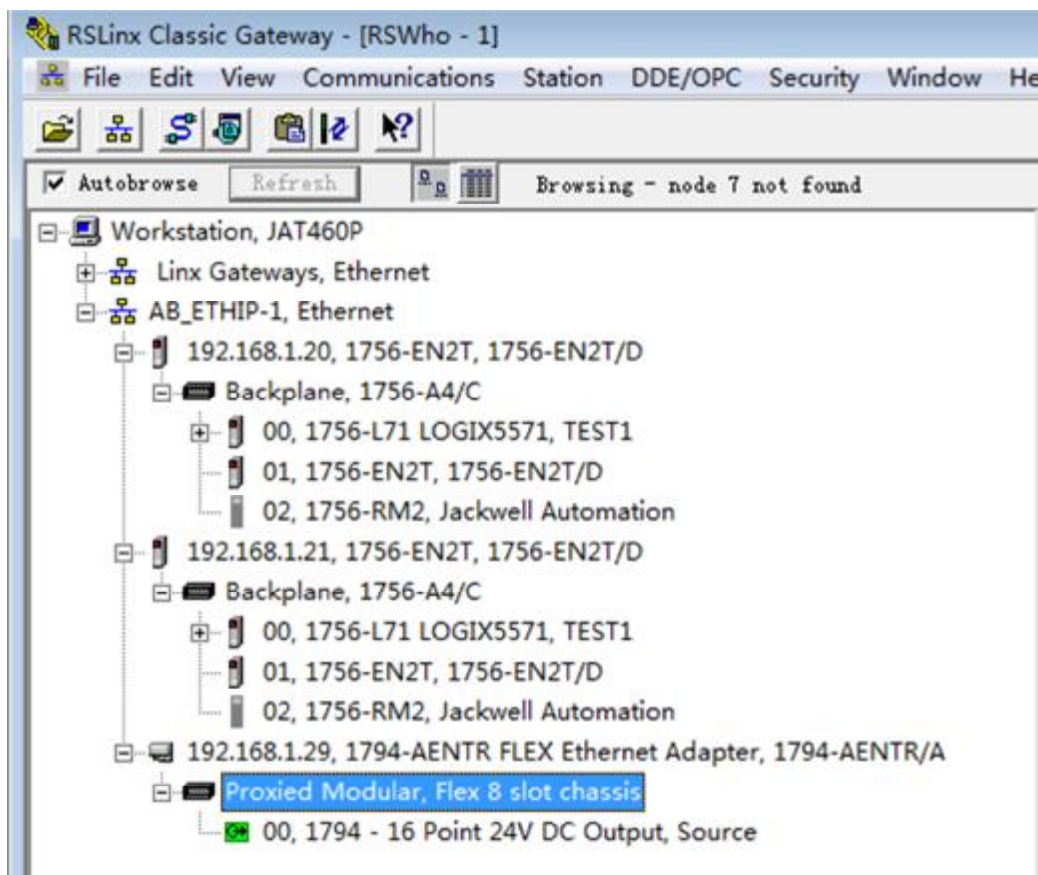 RSLinx Classic Gateway - [RSWho - 1]
File Edit View Communications Station DDE/OPC Security Window He
Autobrowse Refresh Browsing - node 7 not found
Workstation, JAT460P
Linx Gateways, Ethernet
AB_ETHIP-1, Ethernet
192.168.1.20, 1756-EN2T, 1756-EN2T/D
Backplane, 1756-A4/C
00, 1756-L71 LOGIX5571, TEST1
01, 1756-EN2T, 1756-EN2T/D
02, 1756-RM2, Jackwell Automation
192.168.1.21, 1756-EN2T, 1756-EN2T/D
Backplane, 1756-A4/C
00, 1756-L71 LOGIX5571, TEST1
01, 1756-EN2T, 1756-EN2T/D
02, 1756-RM2, Jackwell Automation
192.168.1.29, 1794-AENTR FLEX Ethernet Adapter, 1794-AENTR/A
Proxied Modular, Flex 8 slot chassis
00, 1794 - 16 Point 24V DC Output, Source